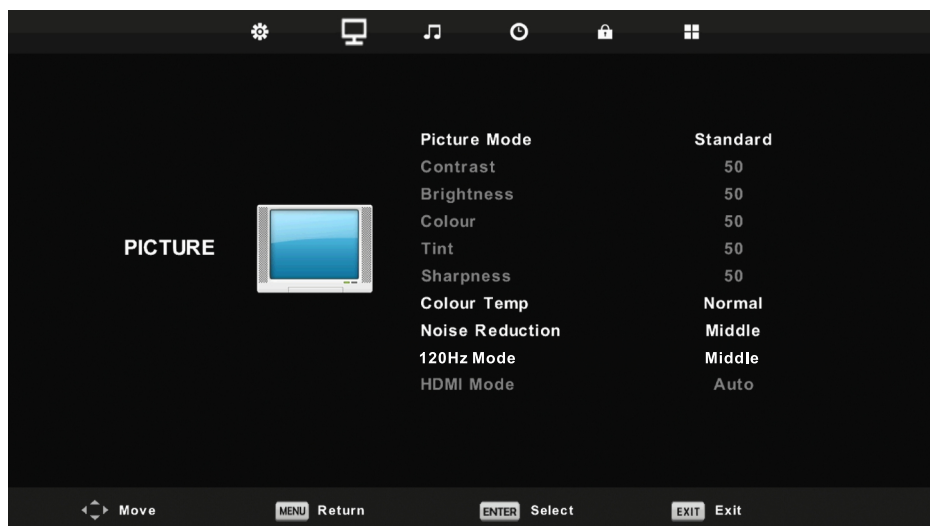 Picture Mode Standard
Contrast 50
Brightness 50
Colour 50
Tint 50
PICTURE
Sharpness 50
Colour Temp Normal
Noise Reduction Middle
120Hz Mode Middle
HDMI Mode Auto
Move MENU Return ENTER Select EXIT Exit